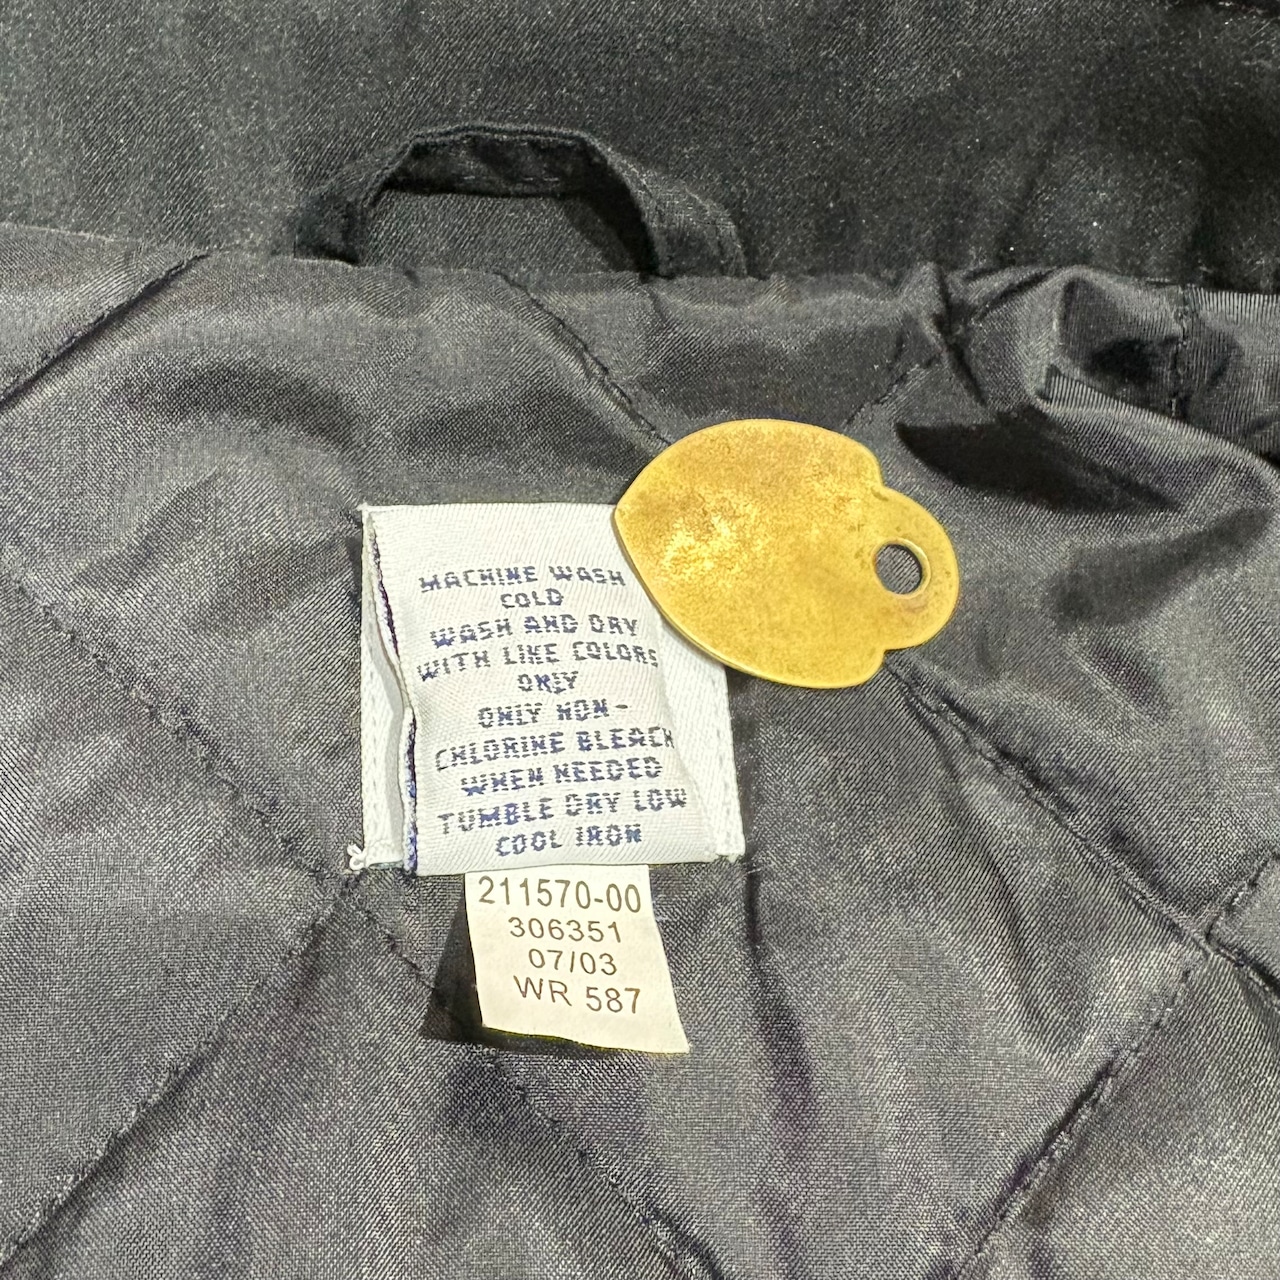 MACHINE WASH
COLD
WASH AND DRY
WITH LIKE COLORS
ONLY
ONLY NON-
CHLORINE BLEACH
WHEN NEEDED
TUMBLE DRY LOW
COOL IRON
211570-00
306351
07/03
WR 587